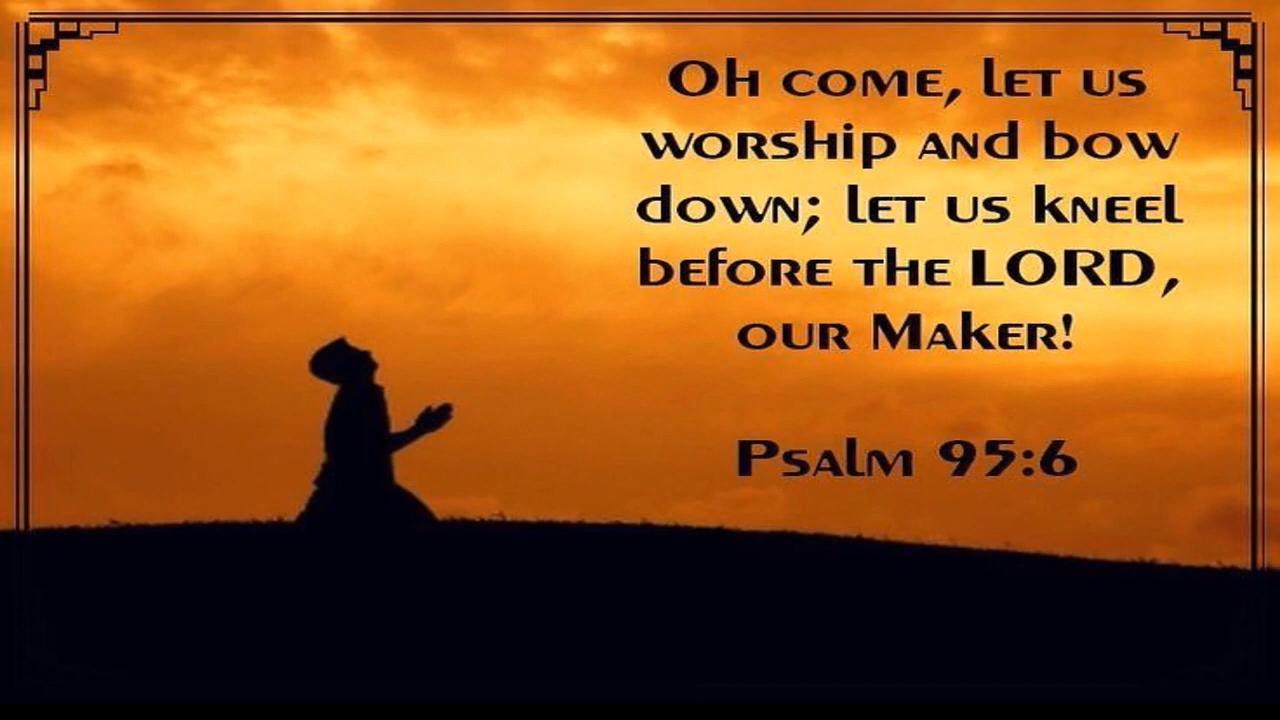 Oh come, let us
worship and bow
down; let us kneel
before the LORD,
our Maker!
Psalm 95:6